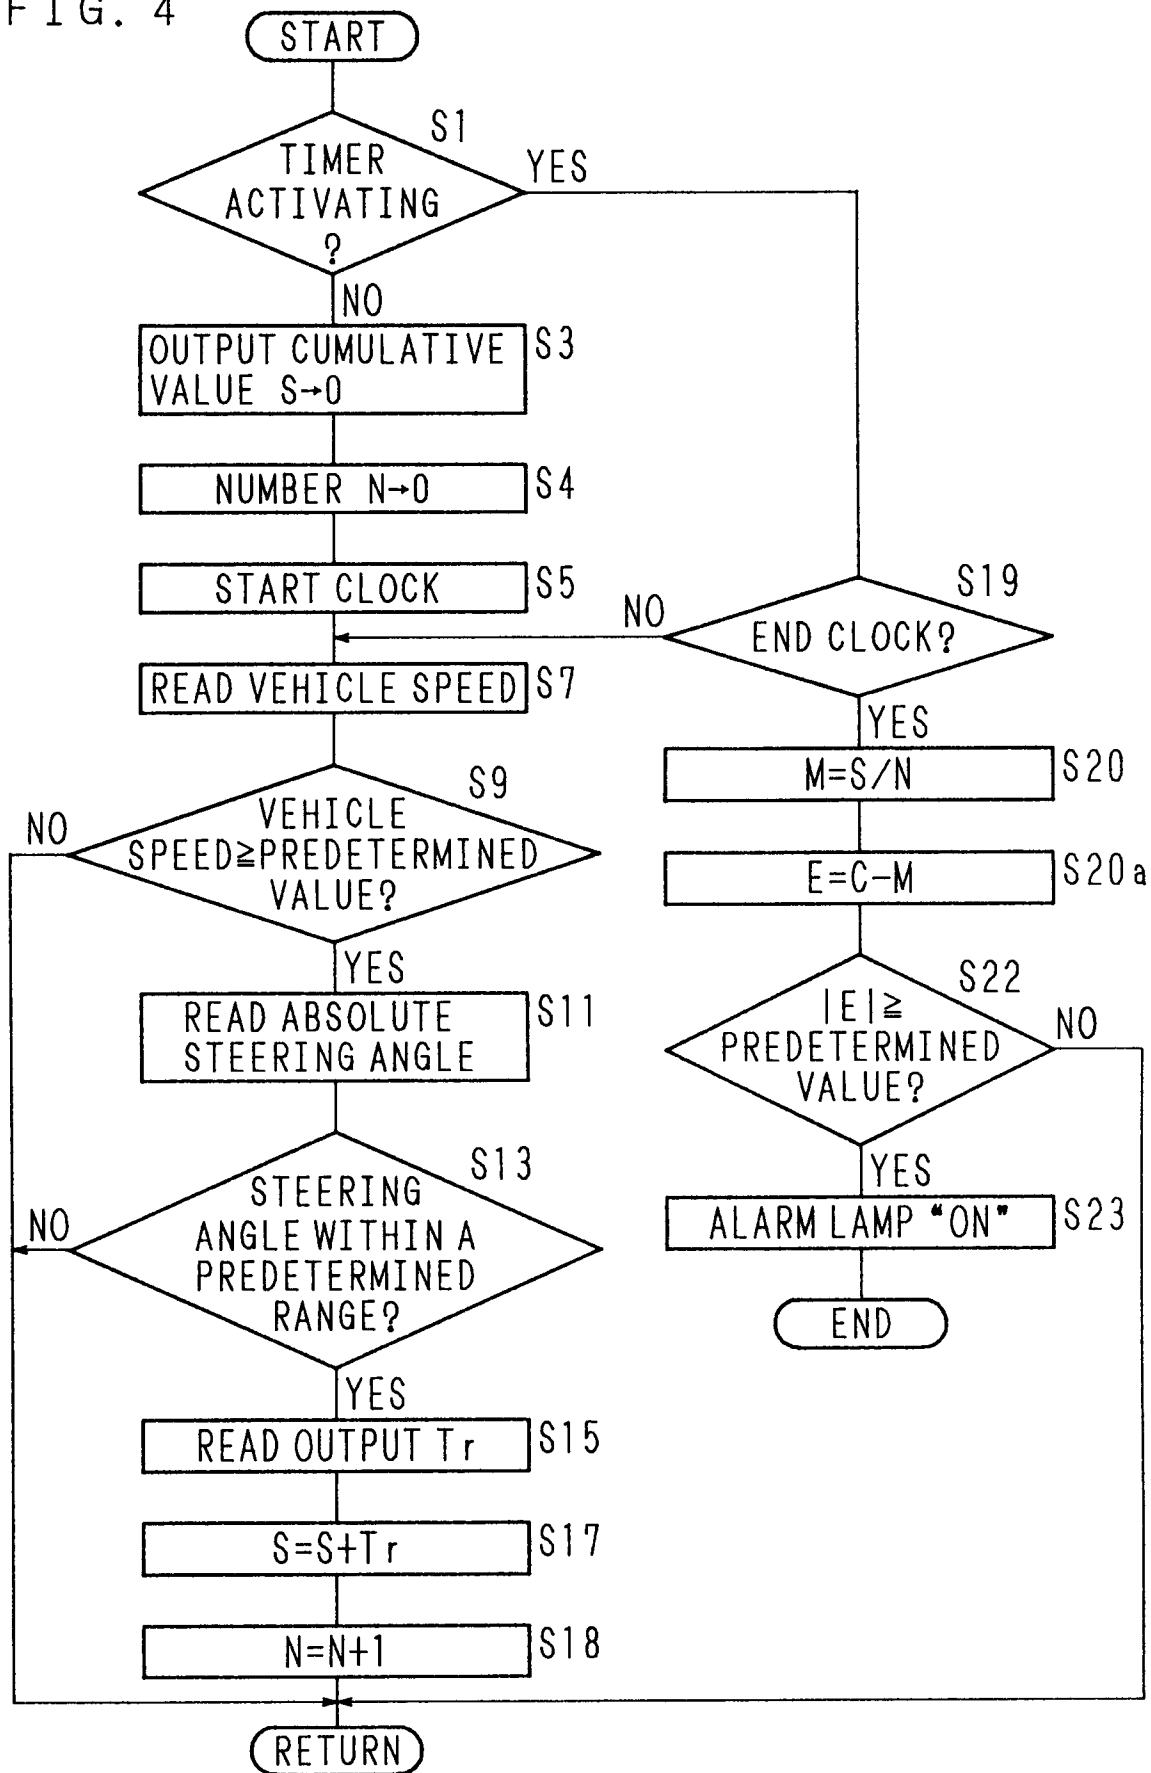 FIG. 4
START
S1
TIMER
ACTIVATING
?
YES
NO
OUTPUT CUMULATIVE
VALUE S→0
S3
NUMBER N→0
S4
START CLOCK
S5
READ VEHICLE SPEED
S7
S9
VEHICLE
SPEED≧PREDETERMINED
VALUE?
NO
YES
READ ABSOLUTE
STEERING ANGLE
S11
S13
STEERING
ANGLE WITHIN A
PREDETERMINED
RANGE?
NO
YES
READ OUTPUT Tr
S15
S=S+Tr
S17
N=N+1
S18
RETURN
S19
END CLOCK?
NO
YES
M=S/N
S20
E=C-M
S20a
S22
|E|≧
PREDETERMINED
VALUE?
NO
YES
ALARM LAMP "ON"
S23
END